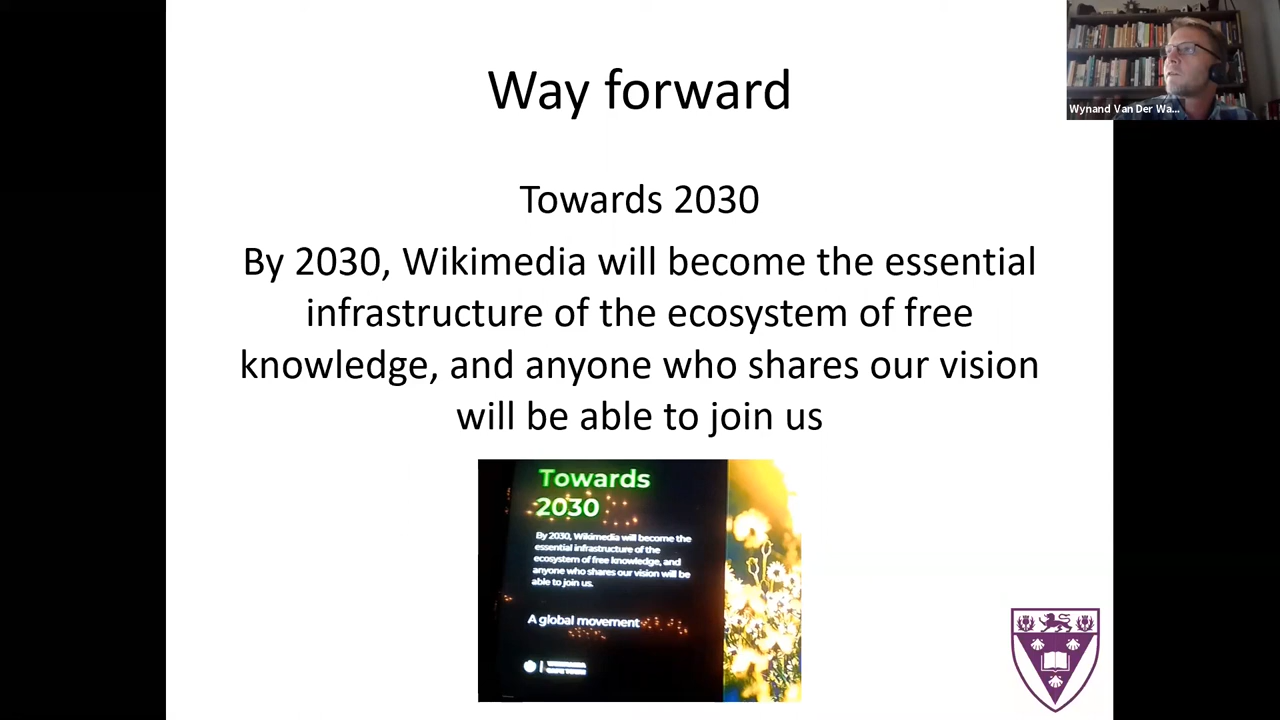 Way forward
Wynand Van Der Wa...
Towards 2030
By 2030, Wikimedia will become the essential
infrastructure of the ecosystem of free
knowledge, and anyone who shares our vision
will be able to join us
Towards
2030
By 2030, Wikimedia will become the
essential infrastructure of the
ecosystem of free knowledge, and
anyone who shares our vision will be
able to join us.
A global movement